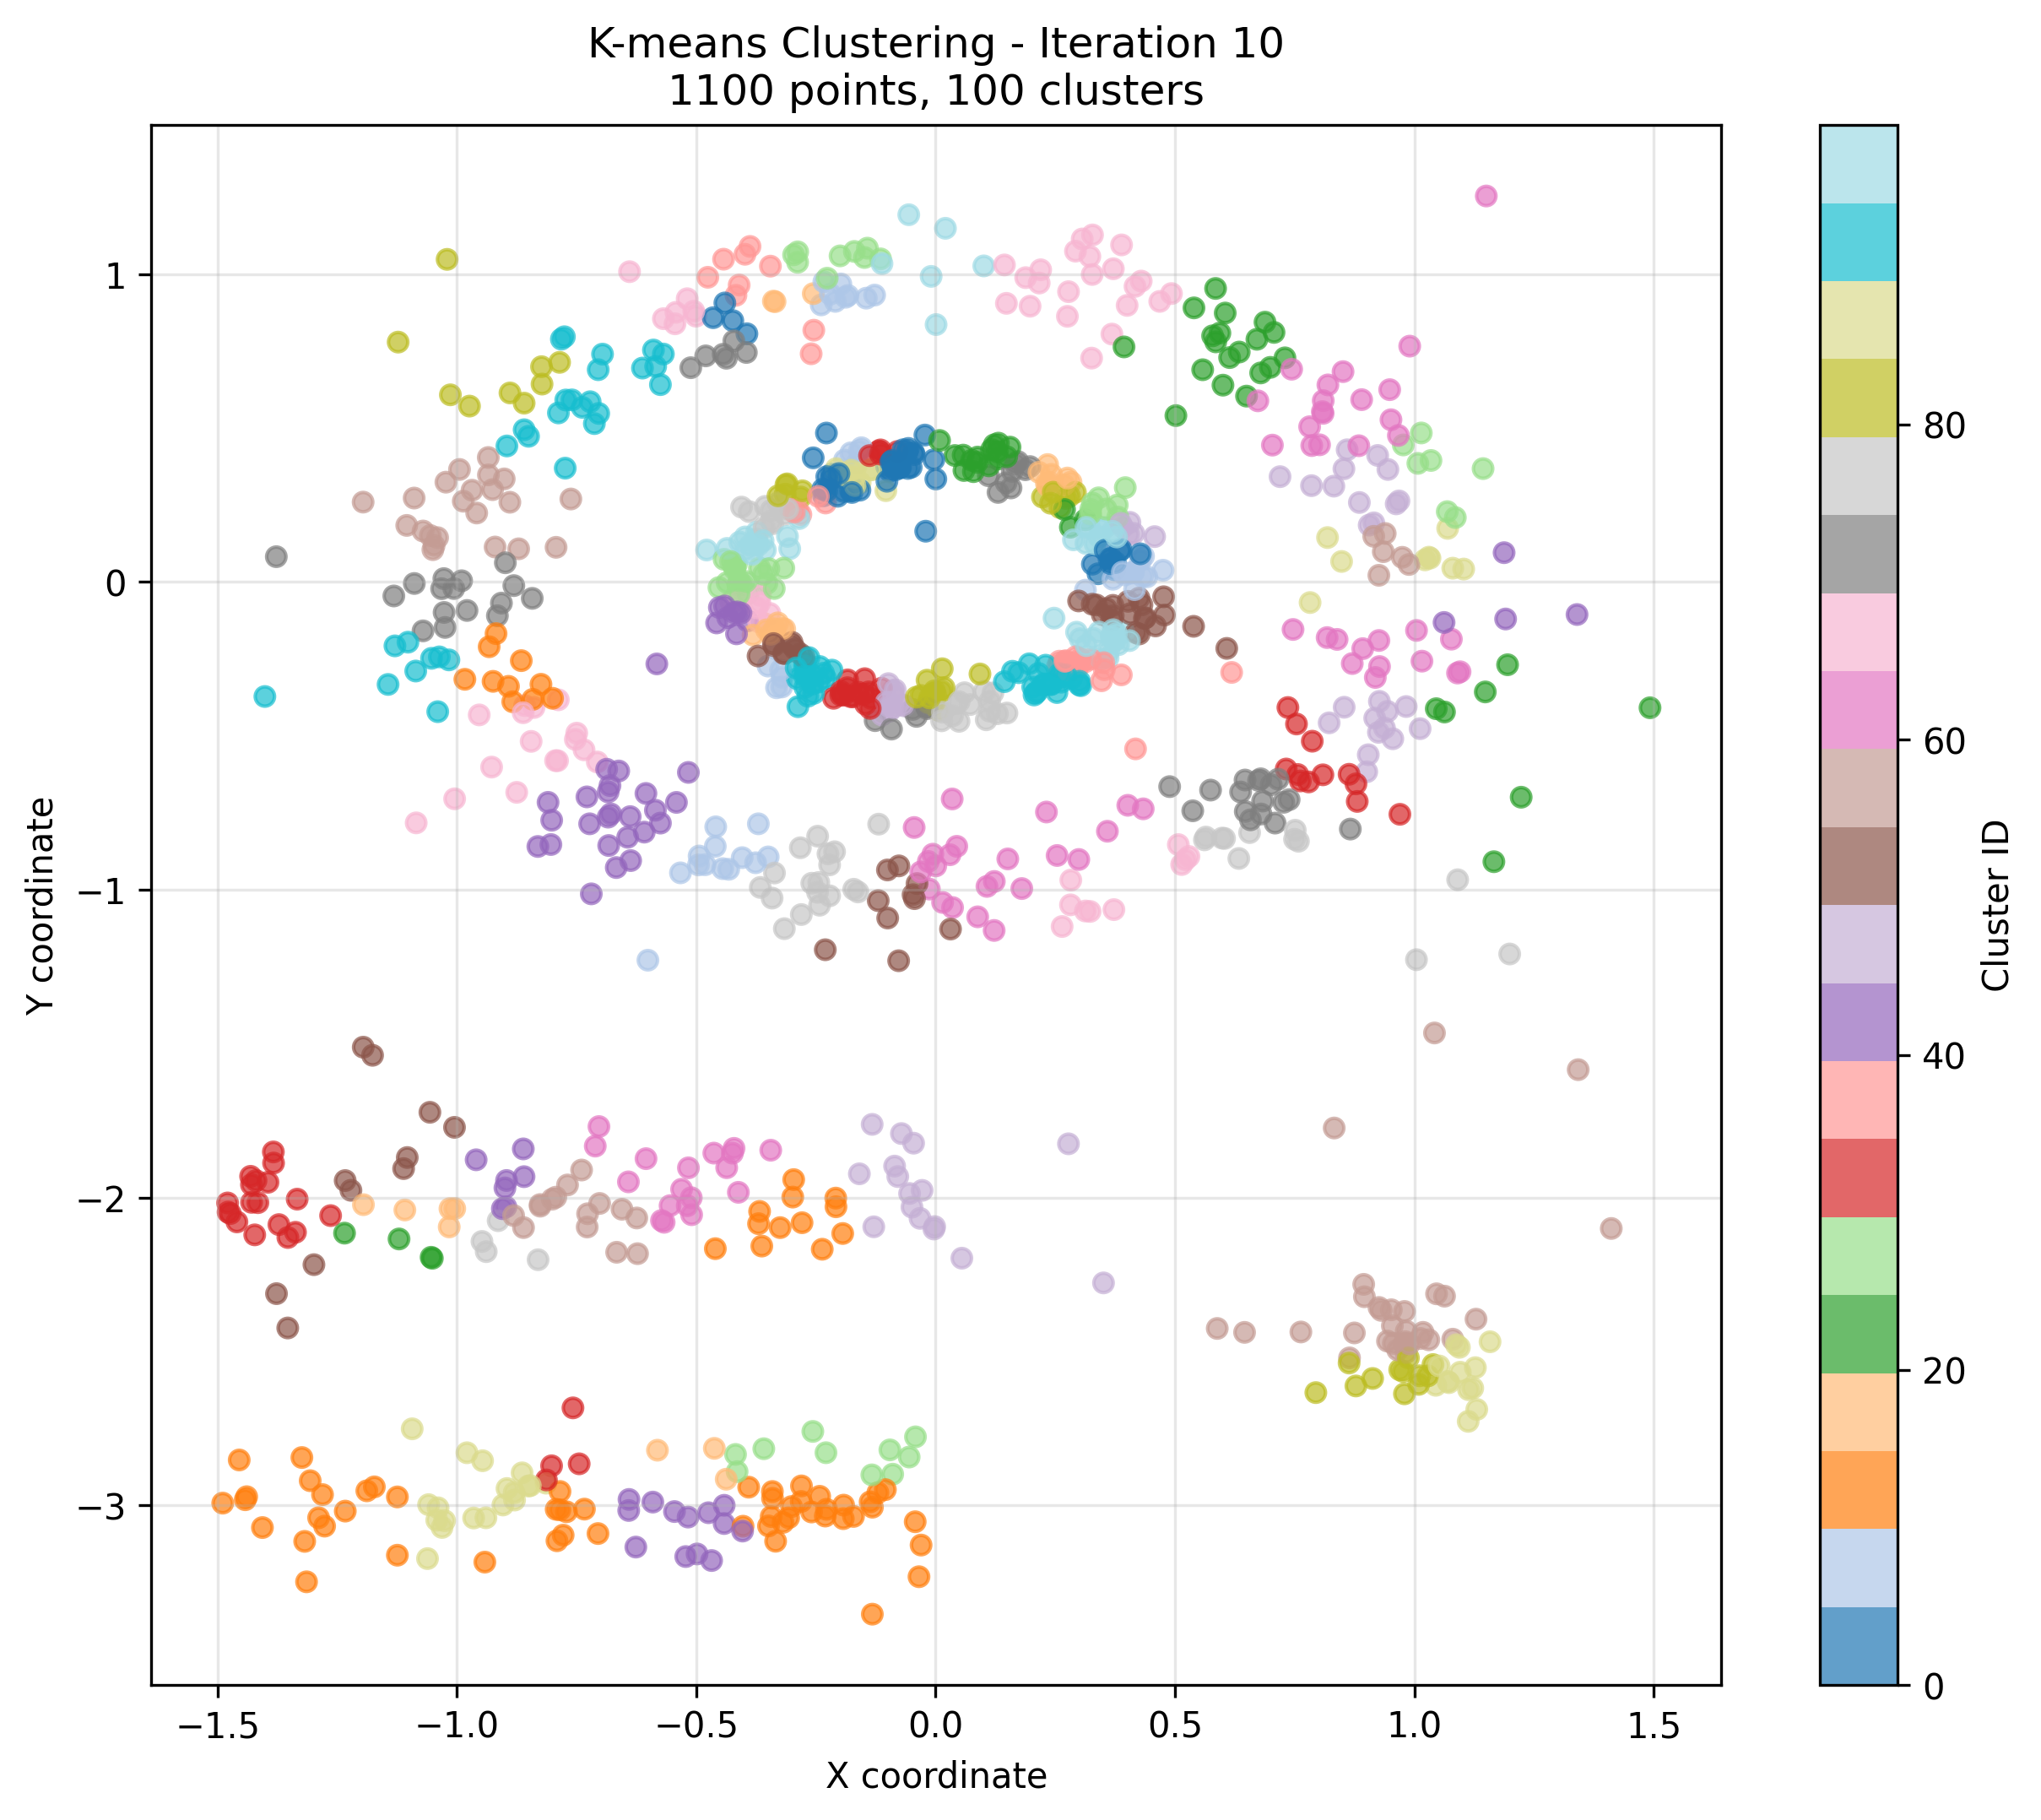 K-means Clustering - Iteration 10
1100 points, 100 clusters
Y coordinate
1
0
−1
−2
−3
−1.5 −1.0 −0.5 0.0 0.5 1.0 1.5
X coordinate
80
60
40
20
0
Cluster ID